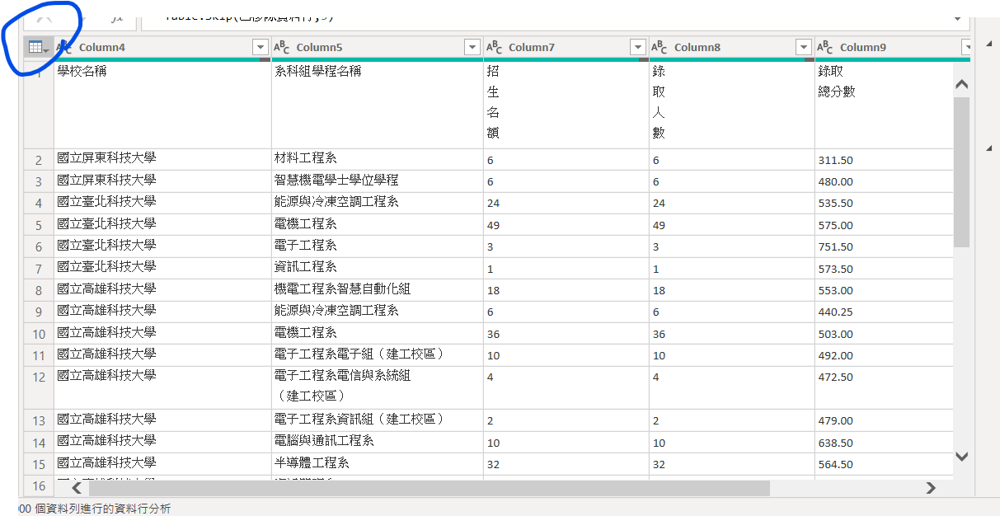 fx
Column4 Column5 Column7 Column8 Column9
1 學校名稱 系科組學程名稱 招 錄 錄取
生 取 總分數
名 人
額 數
2 國立屏東科技大學 材料工程系 6 6 311.50
3 國立屏東科技大學 智慧機電學士學位學程 6 6 480.00
4 國立臺北科技大學 能源與冷凍空調工程系 24 24 535.50
5 國立臺北科技大學 電機工程系 49 49 575.00
6 國立臺北科技大學 電子工程系 3 3 751.50
7 國立臺北科技大學 資訊工程系 1 1 573.50
8 國立高雄科技大學 機電工程系智慧自動化組 18 18 553.00
9 國立高雄科技大學 能源與冷凍空調工程系 6 6 440.25
10 國立高雄科技大學 電機工程系 36 36 503.00
11 國立高雄科技大學 電子工程系電子組（建工校區） 10 10 492.00
12 國立高雄科技大學 電子工程系電信與系統組 4 4 472.50
（建工校區）
13 國立高雄科技大學 電子工程系資訊組（建工校區） 2 2 479.00
14 國立高雄科技大學 電腦與通訊工程系 10 10 638.50
15 國立高雄科技大學 半導體工程系 32 32 564.50
16
00 個資料列進行的資料行分析